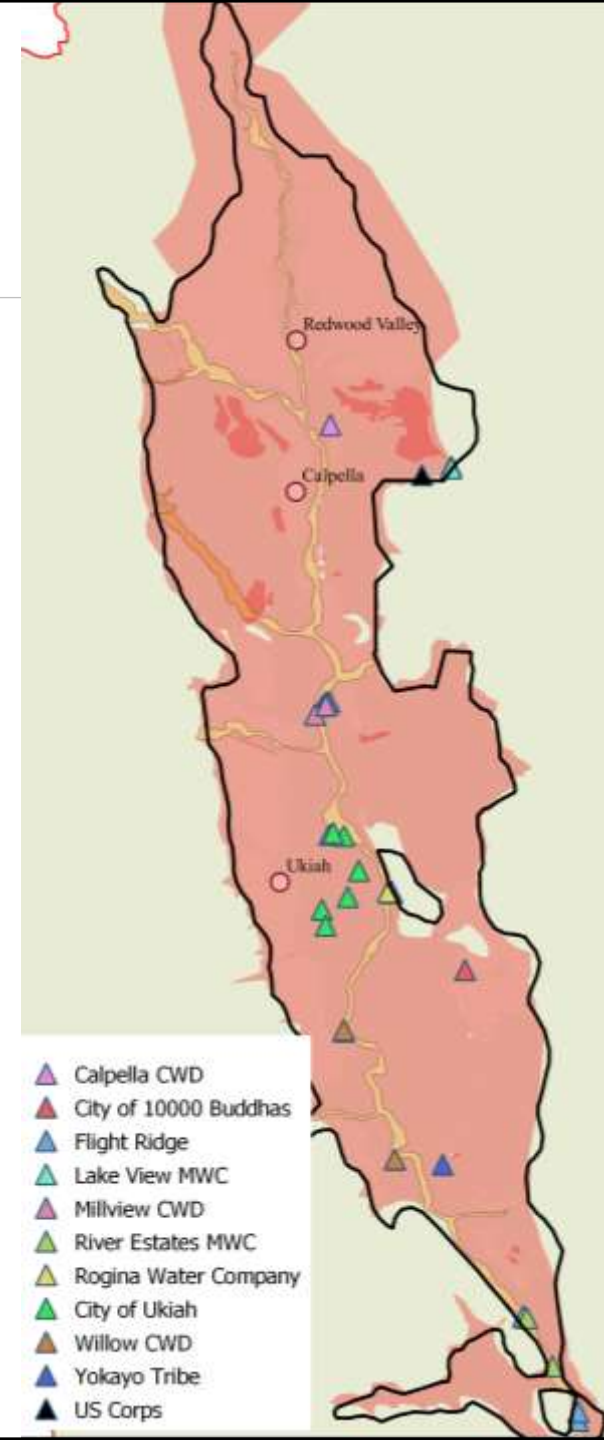 Redwood Valley
Calpella
Ukiah
Calpella CWD
City of 10000 Buddhas
Flight Ridge
Lake View MWC
Millview CWD
River Estates MWC
Rogina Water Company
City of Ukiah
Willow CWD
Yokayo Tribe
US Corps